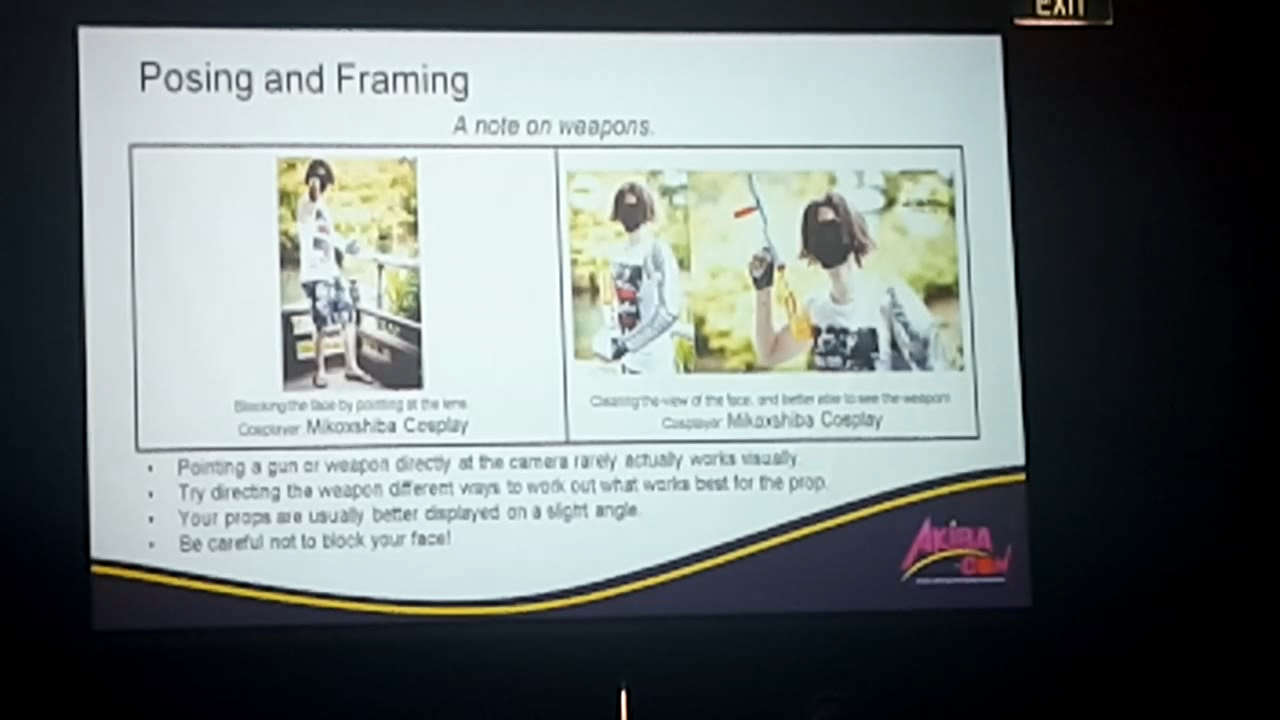 EXIT
Posing and Framing
A note on weapons.
Blocking the face by pointing at the lens
Cosplayer: Mikoxshiba Cosplay
Clearing the view of the face, and better able to see the weapon
Cosplayer: Mikoxshiba Cosplay
• Pointing a gun or weapon directly at the camera rarely actually works visually.
• Try directing the weapon different ways to work out what works best for the prop.
• Your props are usually better displayed on a slight angle.
• Be careful not to block your face!
AKIBA
CON